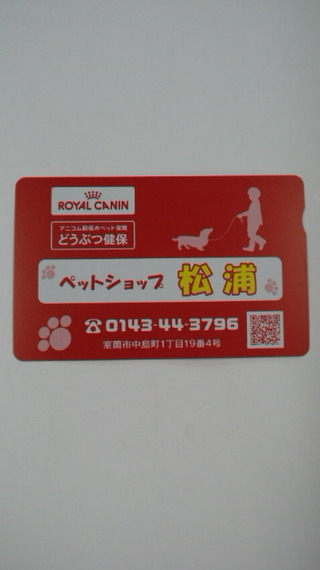 ROYAL CANIN
アニコム損保のペット保険
どうぶつ健保
ペットショップ 松浦
☎0143-44-3796
室蘭市中島町1丁目19番4号